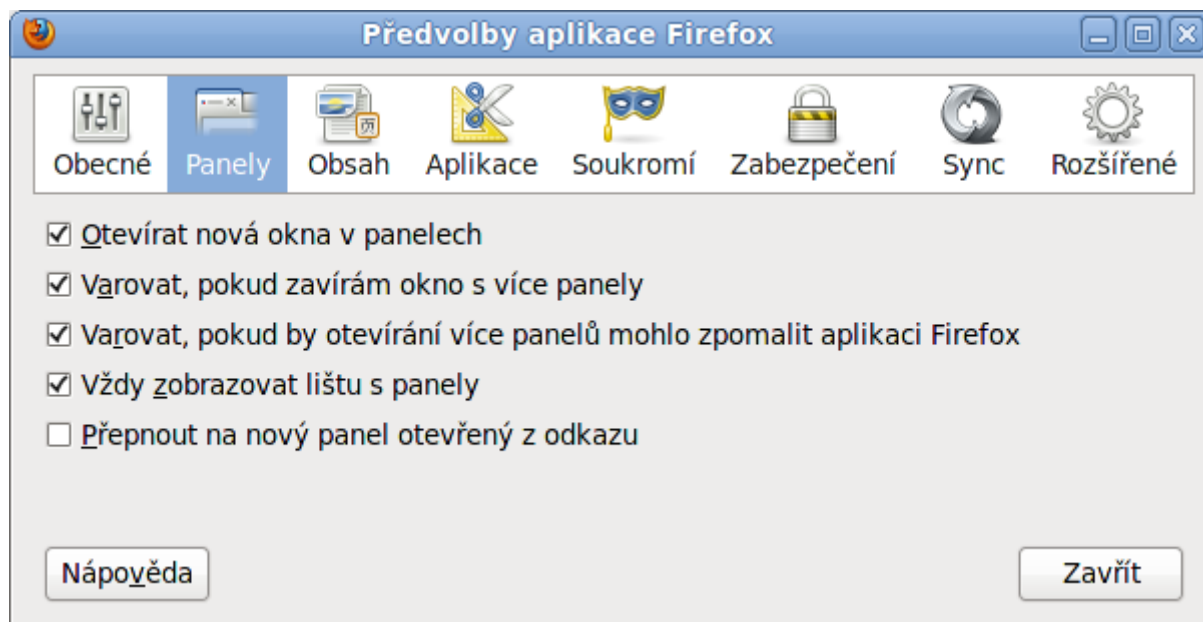 Předvolby aplikace Firefox
Obecné Panely Obsah Aplikace Soukromí Zabezpečení Sync Rozšířené
Otevírat nová okna v panelech
Varovat, pokud zavírám okno s více panely
Varovat, pokud by otevírání více panelů mohlo zpomalit aplikaci Firefox
Vždy zobrazovat lištu s panely
Přepnout na nový panel otevřený z odkazu
Nápověda Zavřít